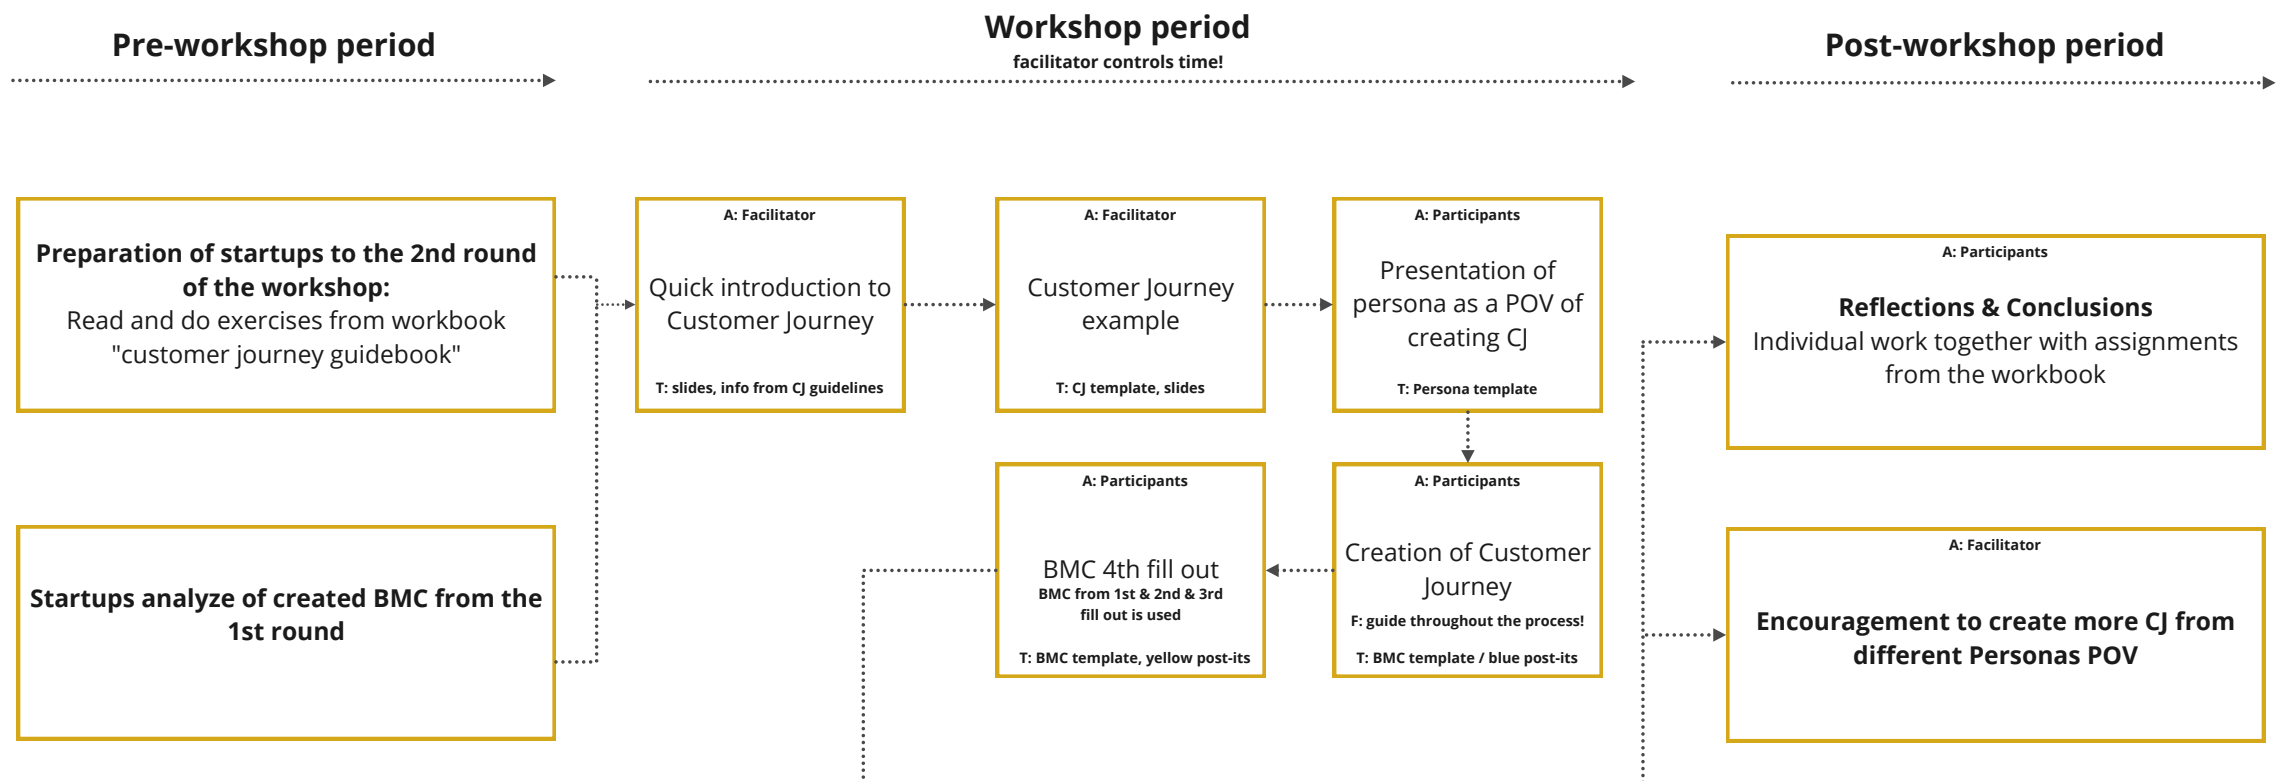 Pre-workshop period
Workshop period
facilitator controls time!
Post-workshop period
Preparation of startups to the 2nd round
of the workshop:
Read and do exercises from workbook
"customer journey guidebook"
Startups analyze of created BMC from the
1st round
A: Facilitator
Quick introduction to
Customer Journey
T: slides, info from CJ guidelines
A: Facilitator
Customer Journey
example
T: CJ template, slides
A: Participants
Presentation of
persona as a POV of
creating CJ
T: Persona template
A: Participants
Creation of Customer
Journey
F: guide throughout the process!
T: BMC template / blue post-its
A: Participants
BMC 4th fill out
BMC from 1st & 2nd & 3rd
fill out is used
T: BMC template, yellow post-its
A: Participants
Reflections & Conclusions
Individual work together with assignments
from the workbook
A: Facilitator
Encouragement to create more CJ from
different Personas POV